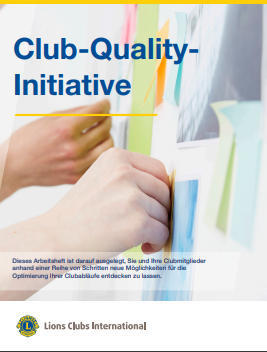 Club-Quality-
Initiative
Dieses Arbeitsheft ist darauf ausgelegt, Sie und Ihre Clubmitglieder
anhand einer Reihe von Schritten neue Möglichkeiten für die
Optimierung Ihrer Clubabläufe entdecken zu lassen.
Lions Clubs International